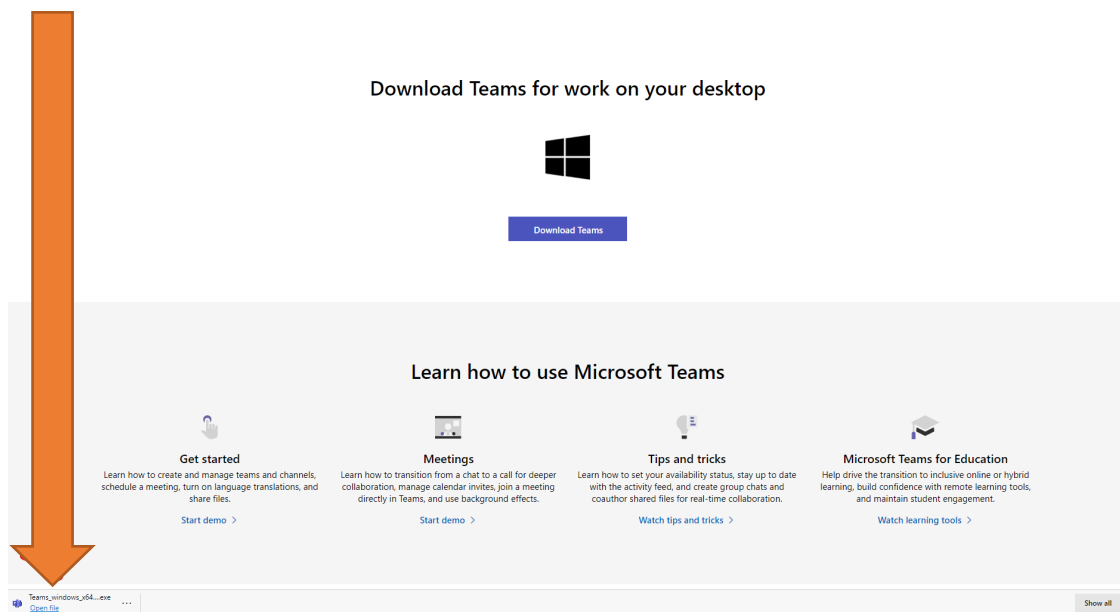 Download Teams for work on your desktop
Download Teams
Learn how to use Microsoft Teams
Get started
Learn how to create and manage teams and channels,
schedule a meeting, turn on language translations, and
share files.
Start demo >
Meetings
Learn how to transition from a chat to a call for deeper
collaboration, manage calendar invites, join a meeting
directly in Teams, and use background effects.
Start demo >
Tips and tricks
Learn how to set your availability status, stay up to date
with the activity feed, and create group chats and
coauthor shared files for real-time collaboration.
Watch tips and tricks >
Microsoft Teams for Education
Help drive the transition to inclusive online or hybrid
learning, build confidence with remote learning tools,
and maintain student engagement.
Watch learning tools >
Teams_windows_x64....exe
Open file
...
Show all